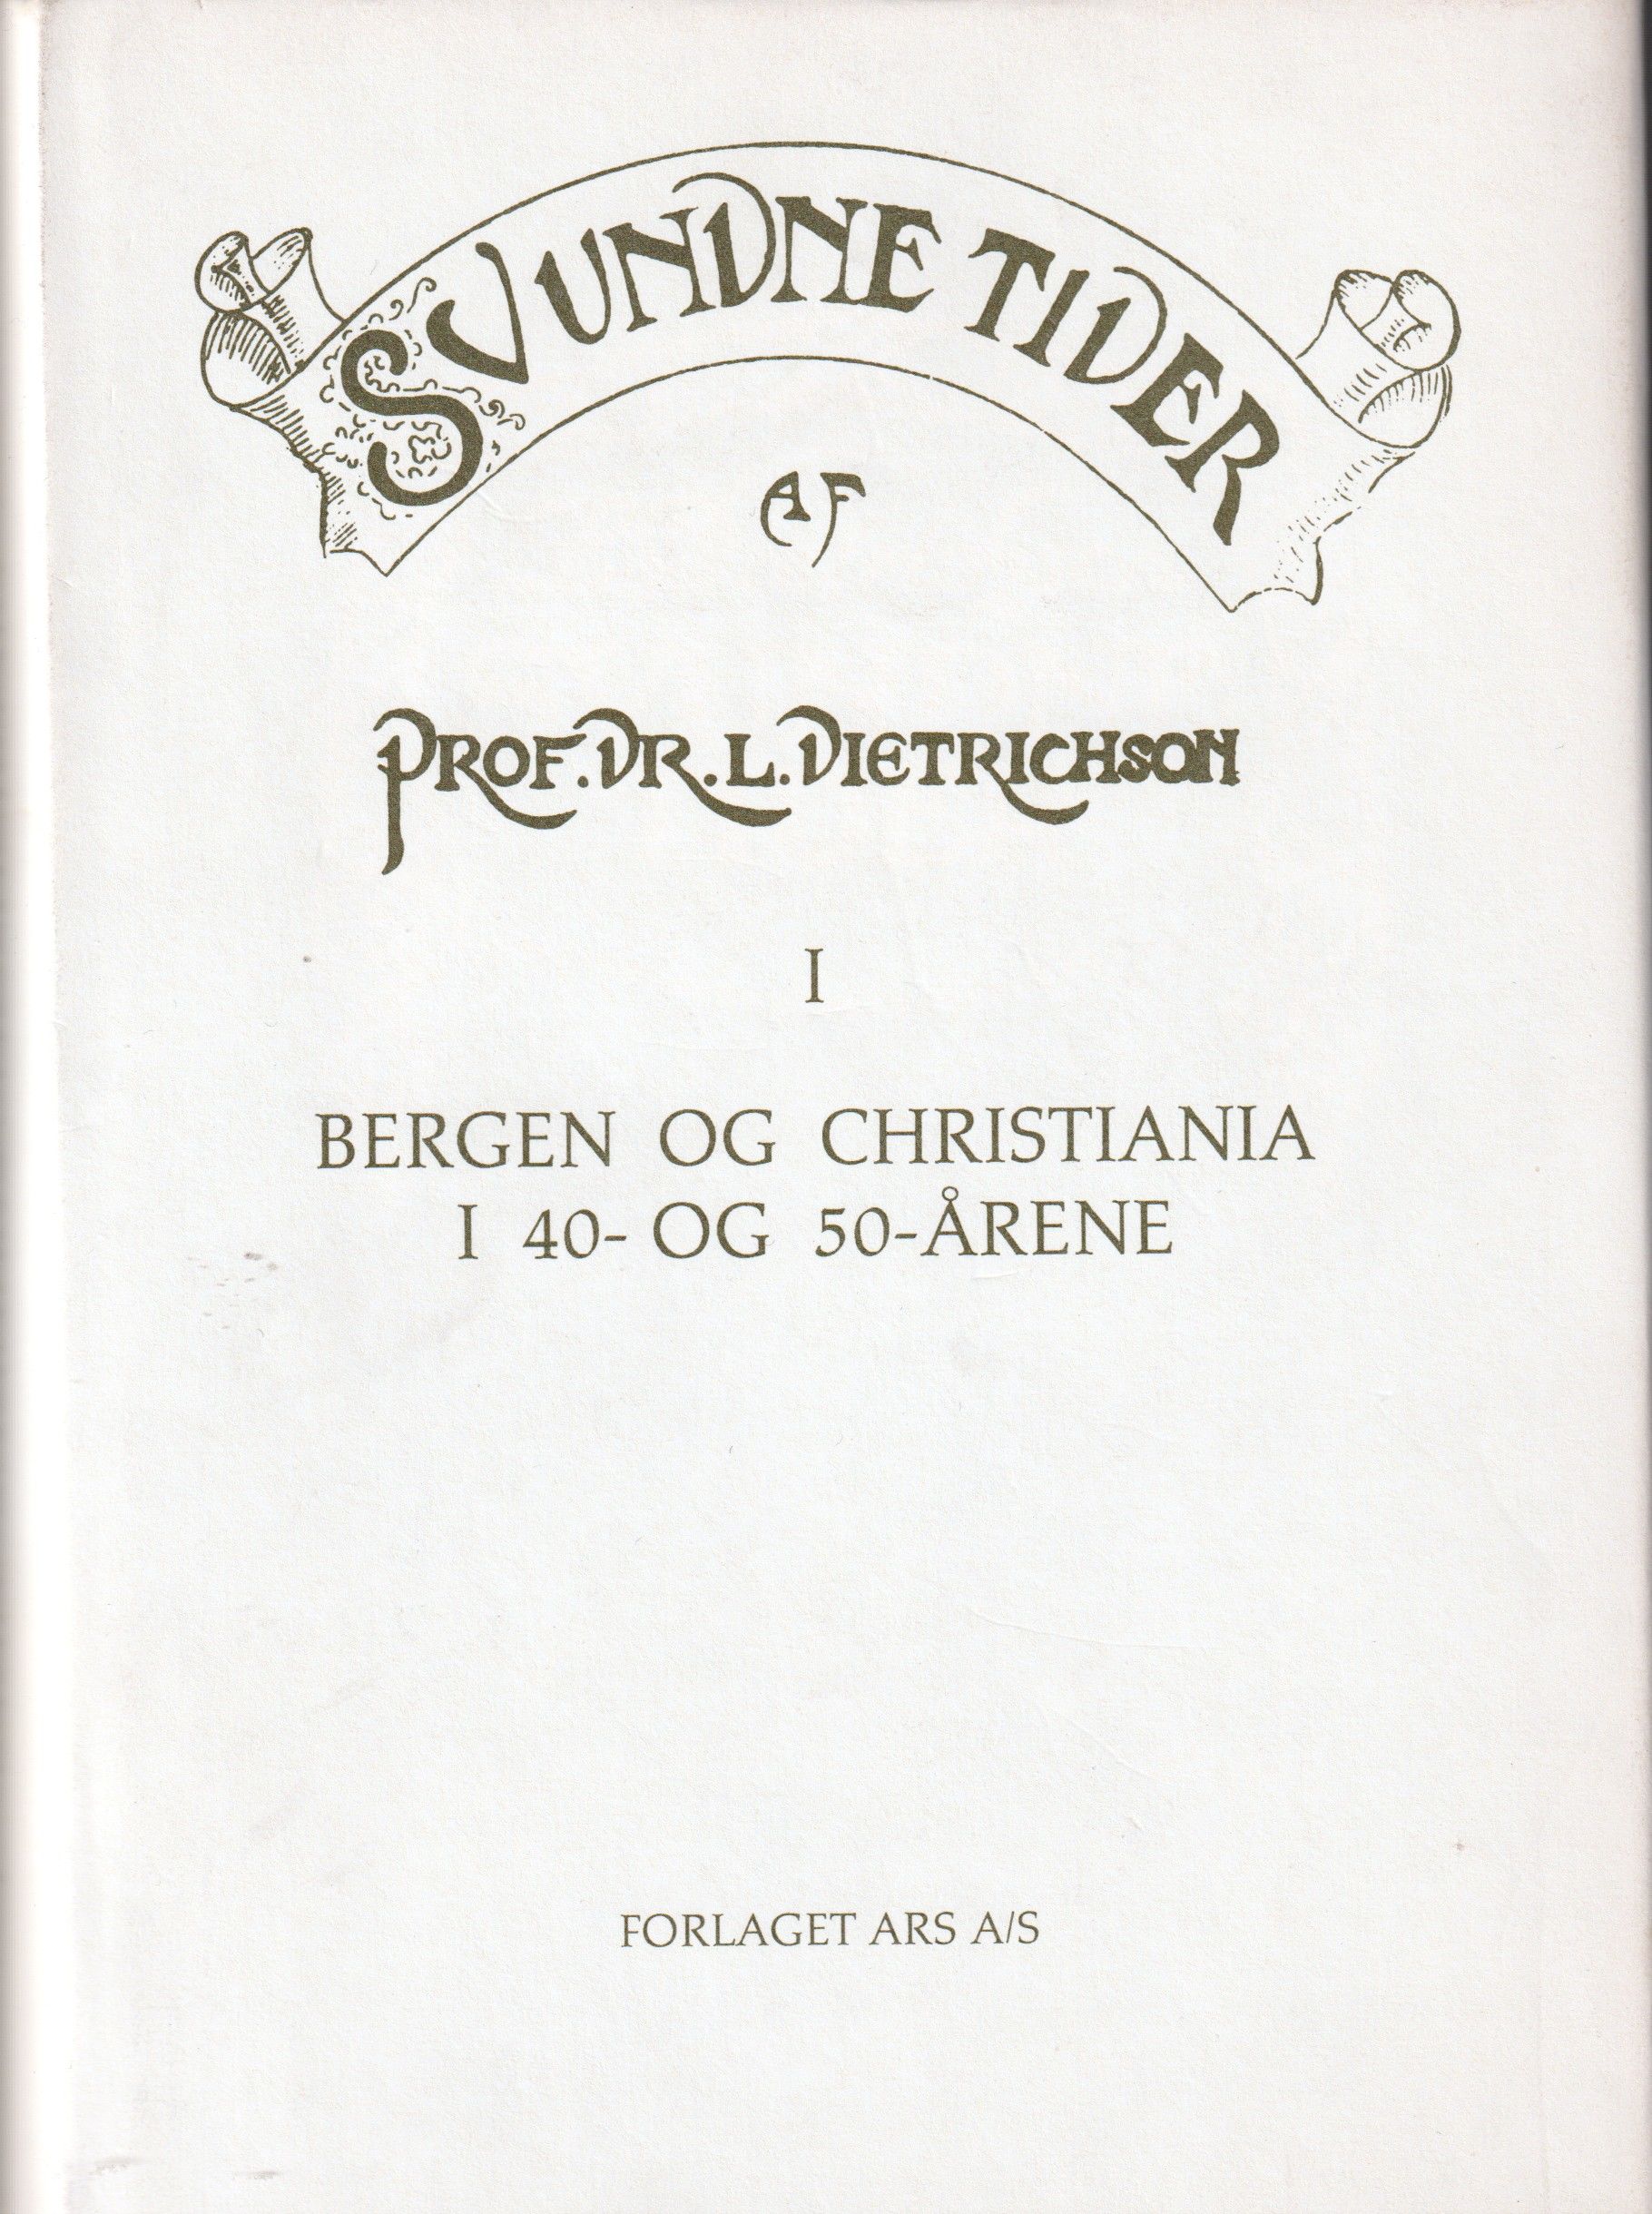 SVUNDNE TIDER
AF
PROF. DR. L. DIETRICHSON
I
BERGEN OG CHRISTIANIA
I 40- OG 50-ÅRENE
FORLAGET ARS A/S